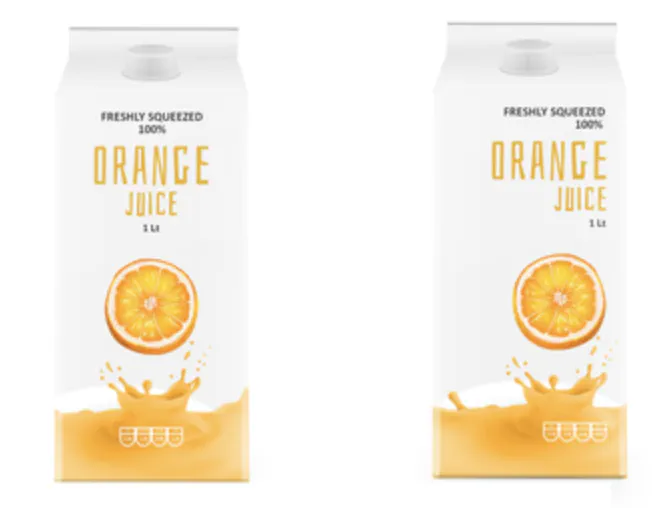 FRESHLY SQUEEZED
100%
ORANGE
JUICE
1 Lt
FRESHLY SQUEEZED
100%
ORANGE
JUICE
1 Lt